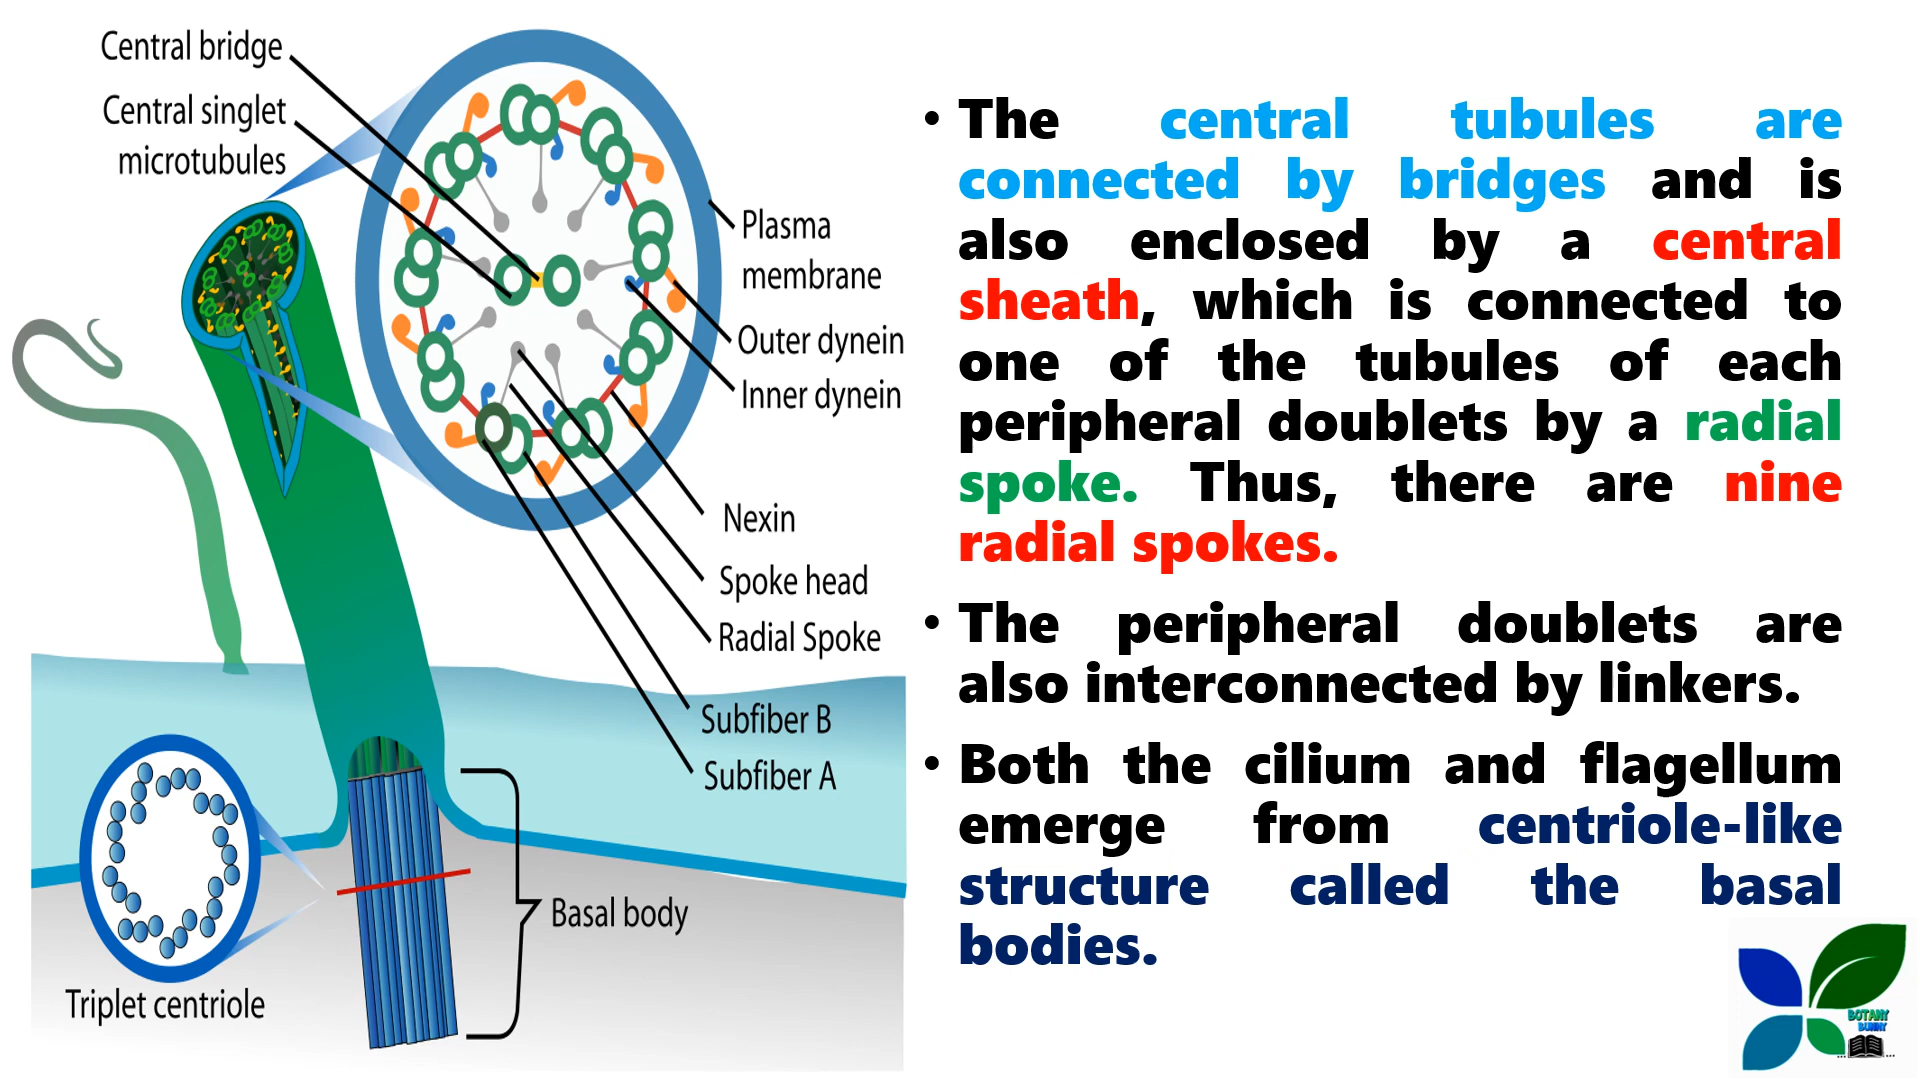 Central bridge
Central singlet
microtubules
Plasma
membrane
Outer dynein
Inner dynein
Nexin
Spoke head
Radial Spoke
Subfiber B
Subfiber A
Basal body
Triplet centriole
• The central tubules are
connected by bridges and is
also enclosed by a central
sheath, which is connected to
one of the tubules of each
peripheral doublets by a radial
spoke. Thus, there are nine
radial spokes.
• The peripheral doublets are
also interconnected by linkers.
• Both the cilium and flagellum
emerge from centriole-like
structure called the basal
bodies.
BOTANY
BUNNY